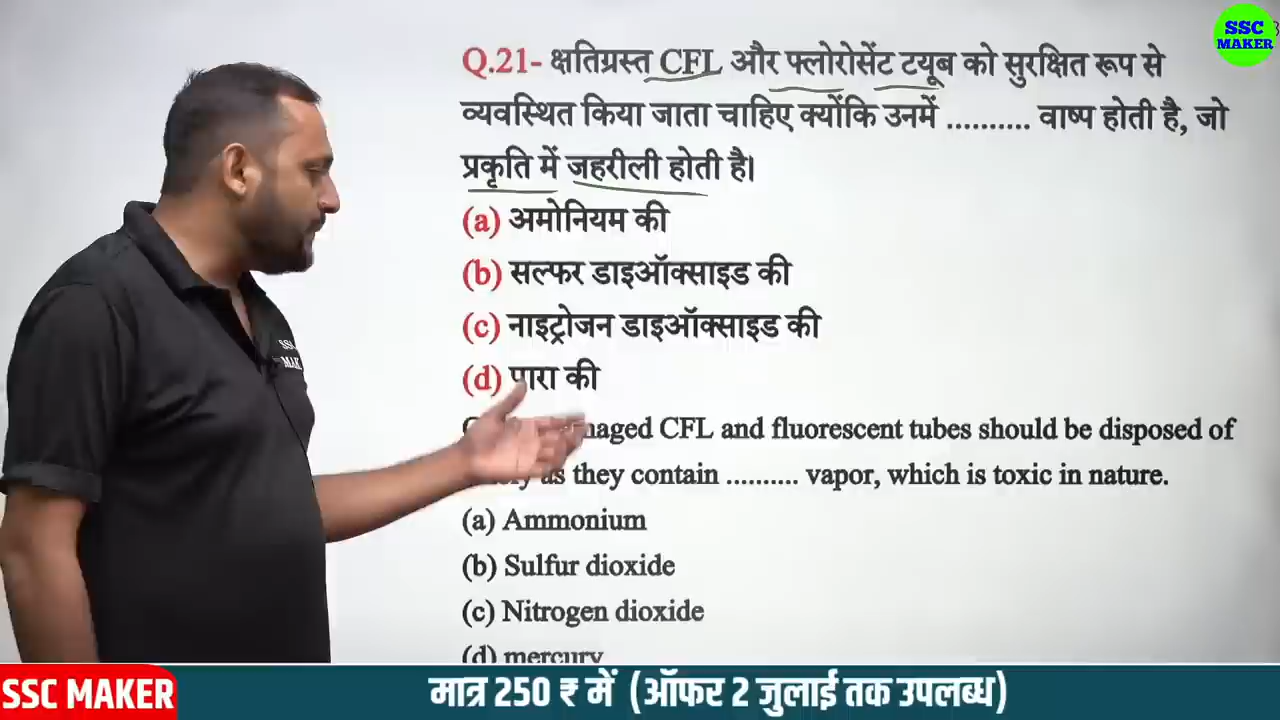 SSC
MAKER
Q.21- क्षतिग्रस्त CFL और फ्लोरोसेंट टयूब को सुरक्षित रूप से
व्यवस्थित किया जाता चाहिए क्योंकि उनमें .......... वाष्प होती है, जो
प्रकृति में जहरीली होती है।
(a) अमोनियम की
(b) सल्फर डाइऑक्साइड की
(c) नाइट्रोजन डाइऑक्साइड की
(d) पारा की
CFL and fluorescent tubes should be disposed of
as they contain .......... vapor, which is toxic in nature.
(a) Ammonium
(b) Sulfur dioxide
(c) Nitrogen dioxide
(d) mercury
SSC MAKER
मात्र 250 ₹ में (ऑफर 2 जुलाई तक उपलब्ध)